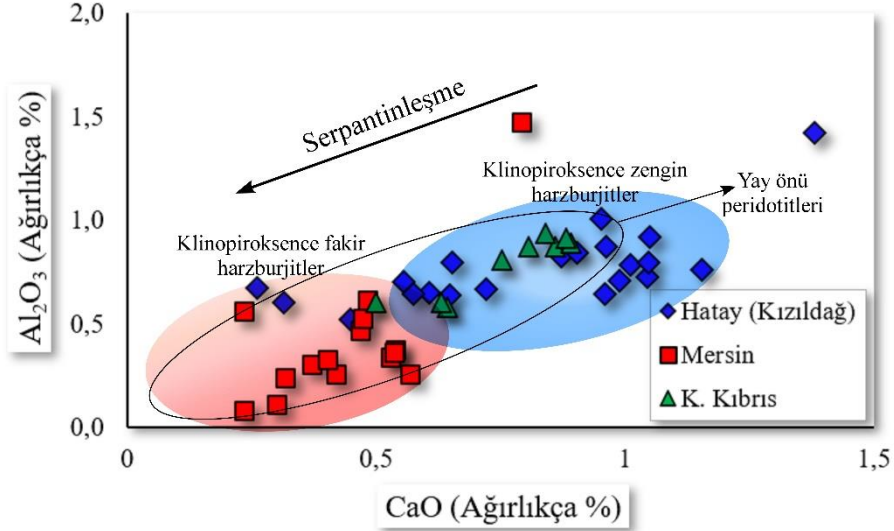 2,0
1,5
1,0
0,5
0,0
Al₂O₃ (Ağırlıkça %)
Serpantinleşme
Klinopiroksence zengin
harzburjitler
Yay önü
peridotitleri
Klinopiroksence fakir
harzburjitler
Hatay (Kızıldağ)
Mersin
K. Kıbrıs
0
0,5
1
1,5
CaO (Ağırlıkça %)